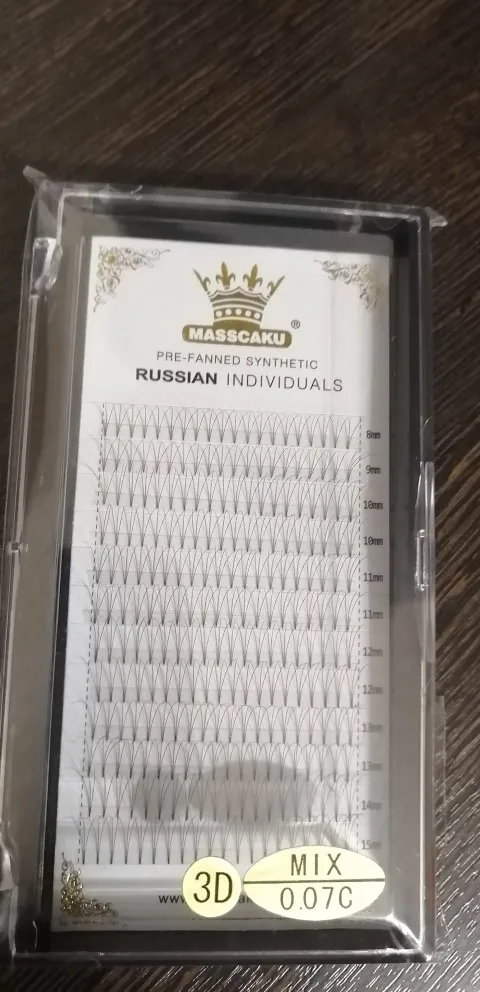 MASSCAKU®
PRE-FANNED SYNTHETIC
RUSSIAN INDIVIDUALS
8mm
9mm
10mm
10mm
11mm
11mm
12mm
12mm
13mm
13mm
14mm
15mm
3D
MIX
0.07C